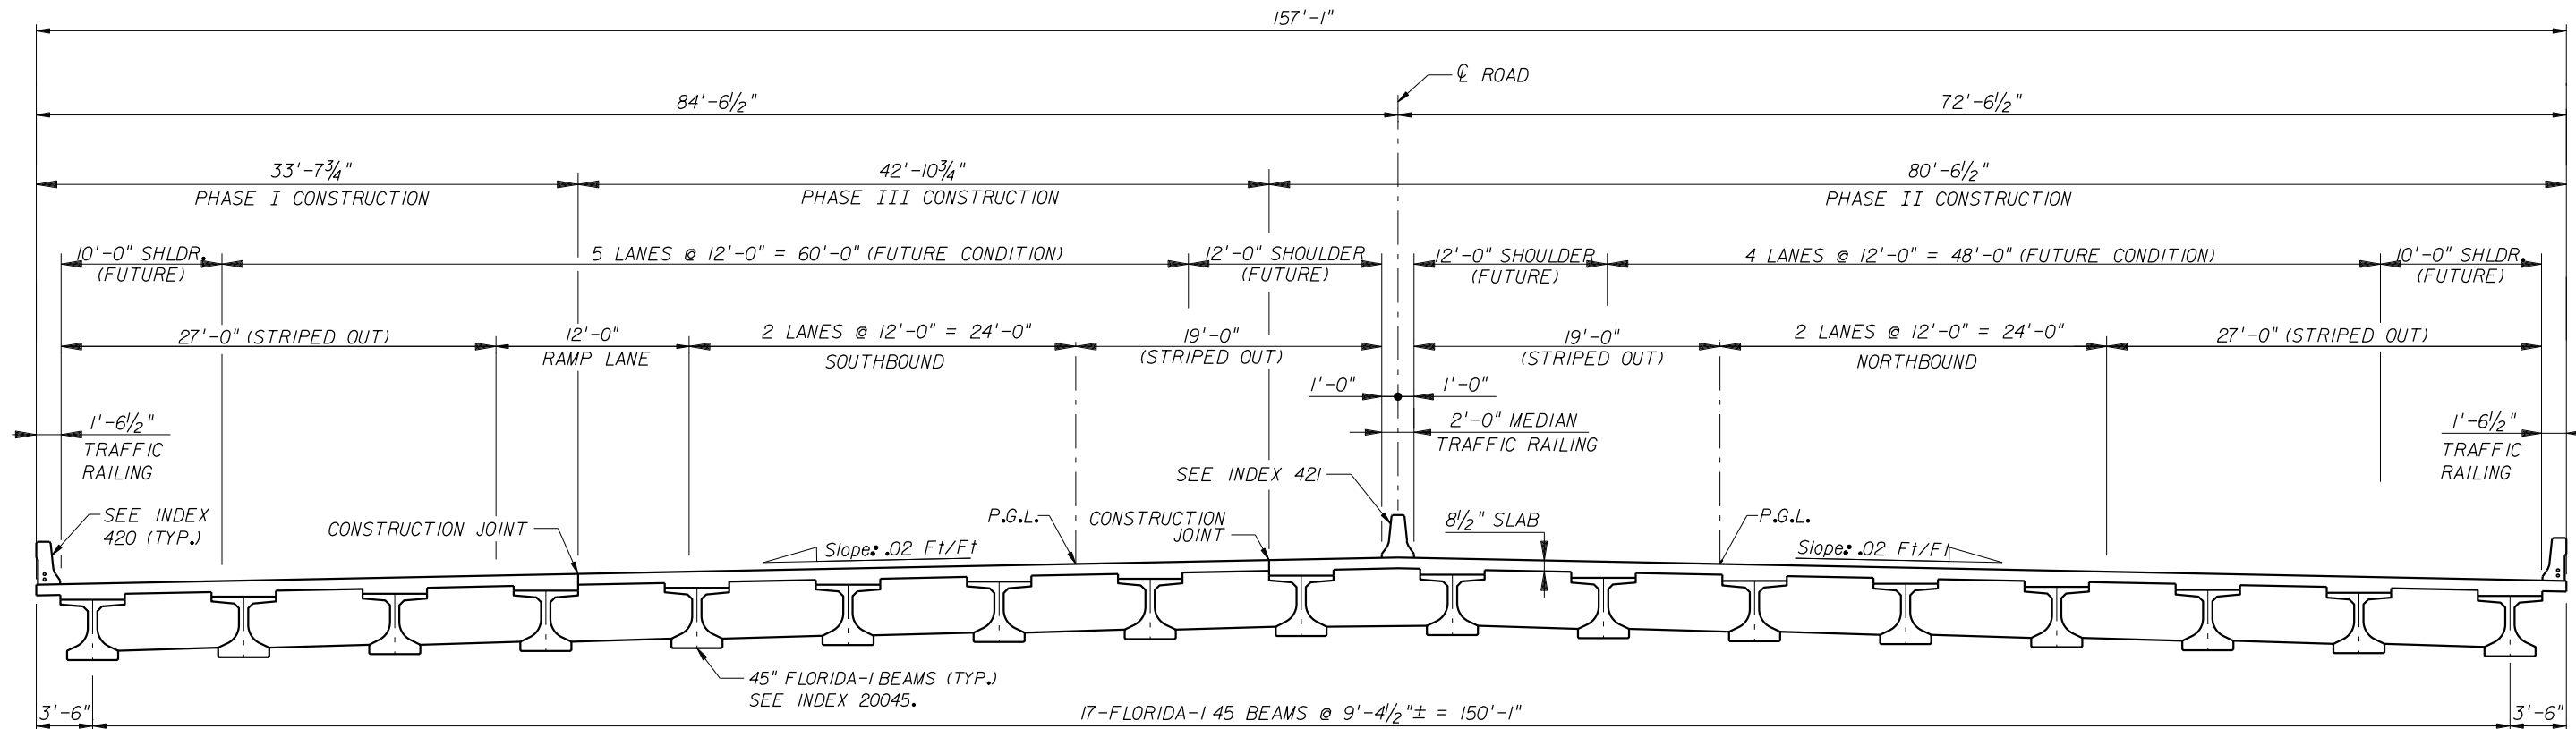 157'-1"
℄ ROAD
84'-6½"
72'-6½"
33'-7¾"
42'-10¾"
80'-6½"
PHASE I CONSTRUCTION
PHASE III CONSTRUCTION
PHASE II CONSTRUCTION
10'-0" SHLDR.
(FUTURE)
5 LANES @ 12'-0" = 60'-0" (FUTURE CONDITION)
12'-0" SHOULDER
(FUTURE)
12'-0" SHOULDER
(FUTURE)
4 LANES @ 12'-0" = 48'-0" (FUTURE CONDITION)
10'-0" SHLDR.
(FUTURE)
27'-0" (STRIPED OUT)
12'-0"
RAMP LANE
2 LANES @ 12'-0" = 24'-0"
SOUTHBOUND
19'-0"
(STRIPED OUT)
19'-0"
(STRIPED OUT)
2 LANES @ 12'-0" = 24'-0"
NORTHBOUND
27'-0" (STRIPED OUT)
1'-0"
1'-0"
1'-6½"
TRAFFIC
RAILING
2'-0" MEDIAN
TRAFFIC RAILING
1'-6½"
TRAFFIC
RAILING
SEE INDEX 421
SEE INDEX
420 (TYP.)
CONSTRUCTION JOINT
P.G.L.
CONSTRUCTION
JOINT
8½" SLAB
P.G.L.
Slope: .02 Ft/Ft
Slope: .02 Ft/Ft
45" FLORIDA-I BEAMS (TYP.)
SEE INDEX 20045.
3'-6"
17-FLORIDA-I 45 BEAMS @ 9'-4½"± = 150'-1"
3'-6"